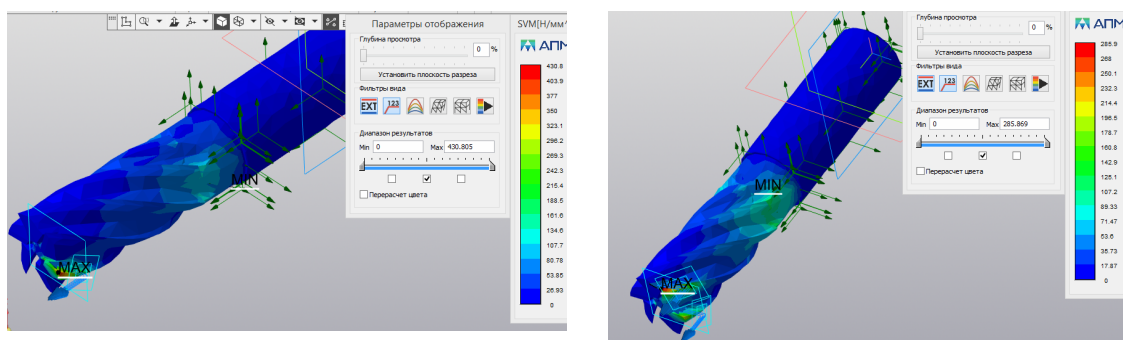 Параметры отображения
SVM[Н/мм^
Глубина просмотра
0 %
Установить плоскость разреза
Фильтры вида
EXT 123
Диапазон результатов
Min 0 Max 430.805
Перерасчет цвета
АПМ
430.8
403.9
377
350
323.1
296.2
269.3
242.3
215.4
188.5
161.6
134.6
107.7
80.78
53.85
26.93
0
MIN
MAX
Глубина просмотра
0 %
Установить плоскость разреза
Фильтры вида
EXT 123
Диапазон результатов
Min 0 Max 285.869
Перерасчет цвета
АПМ
285.9
268
250.1
232.3
214.4
196.5
178.7
160.8
142.9
125.1
107.2
89.33
71.47
53.6
35.73
17.87
0
MIN
MAX